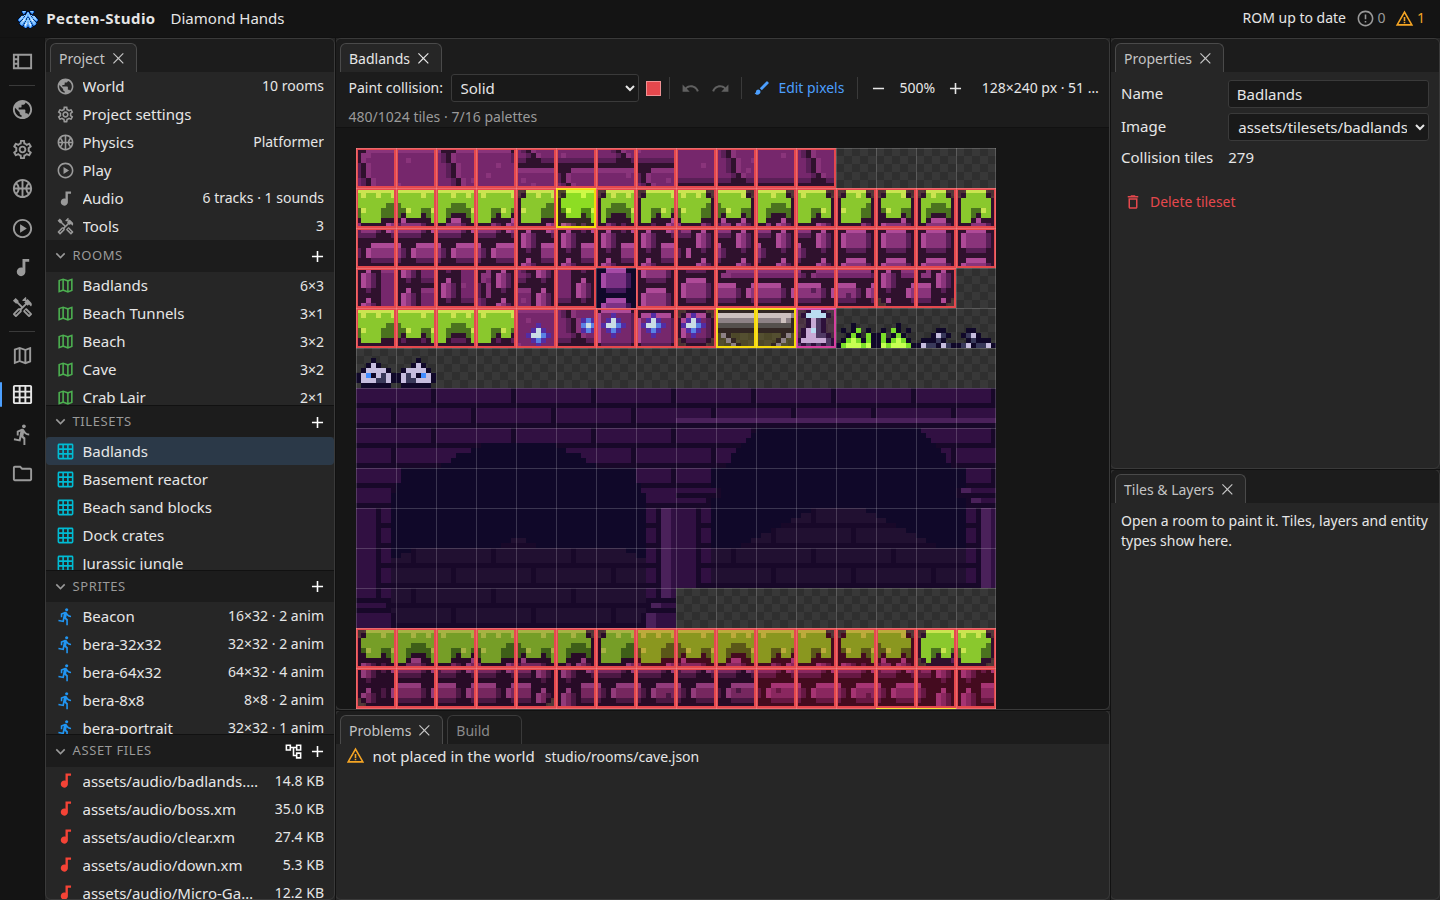 Pecten-Studio Diamond Hands
ROM up to date 0 1
Project
World 10 rooms
Project settings
Physics Platformer
Play
Audio 6 tracks · 1 sounds
Tools 3
ROOMS
Badlands 6×3
Beach Tunnels 3×1
Beach 3×2
Cave 3×2
Crab Lair 2×1
TILESETS
Badlands
Basement reactor
Beach sand blocks
Dock crates
Jurassic jungle
SPRITES
Beacon 16×32 · 2 anim
bera-32x32 32×32 · 2 anim
bera-64x32 64×32 · 4 anim
bera-8x8 8×8 · 2 anim
bera-portrait 32×32 · 1 anim
ASSET FILES
assets/audio/badlands.... 14.8 KB
assets/audio/boss.xm 35.0 KB
assets/audio/clear.xm 27.4 KB
assets/audio/down.xm 5.3 KB
assets/audio/Micro-Ga... 12.2 KB
Badlands
Paint collision: Solid Edit pixels 500% 128×240 px · 51 ...
480/1024 tiles · 7/16 palettes
Problems Build
not placed in the world studio/rooms/cave.json
Properties
Name Badlands
Image assets/tilesets/badlands
Collision tiles 279
Delete tileset
Tiles & Layers
Open a room to paint it. Tiles, layers and entity
types show here.